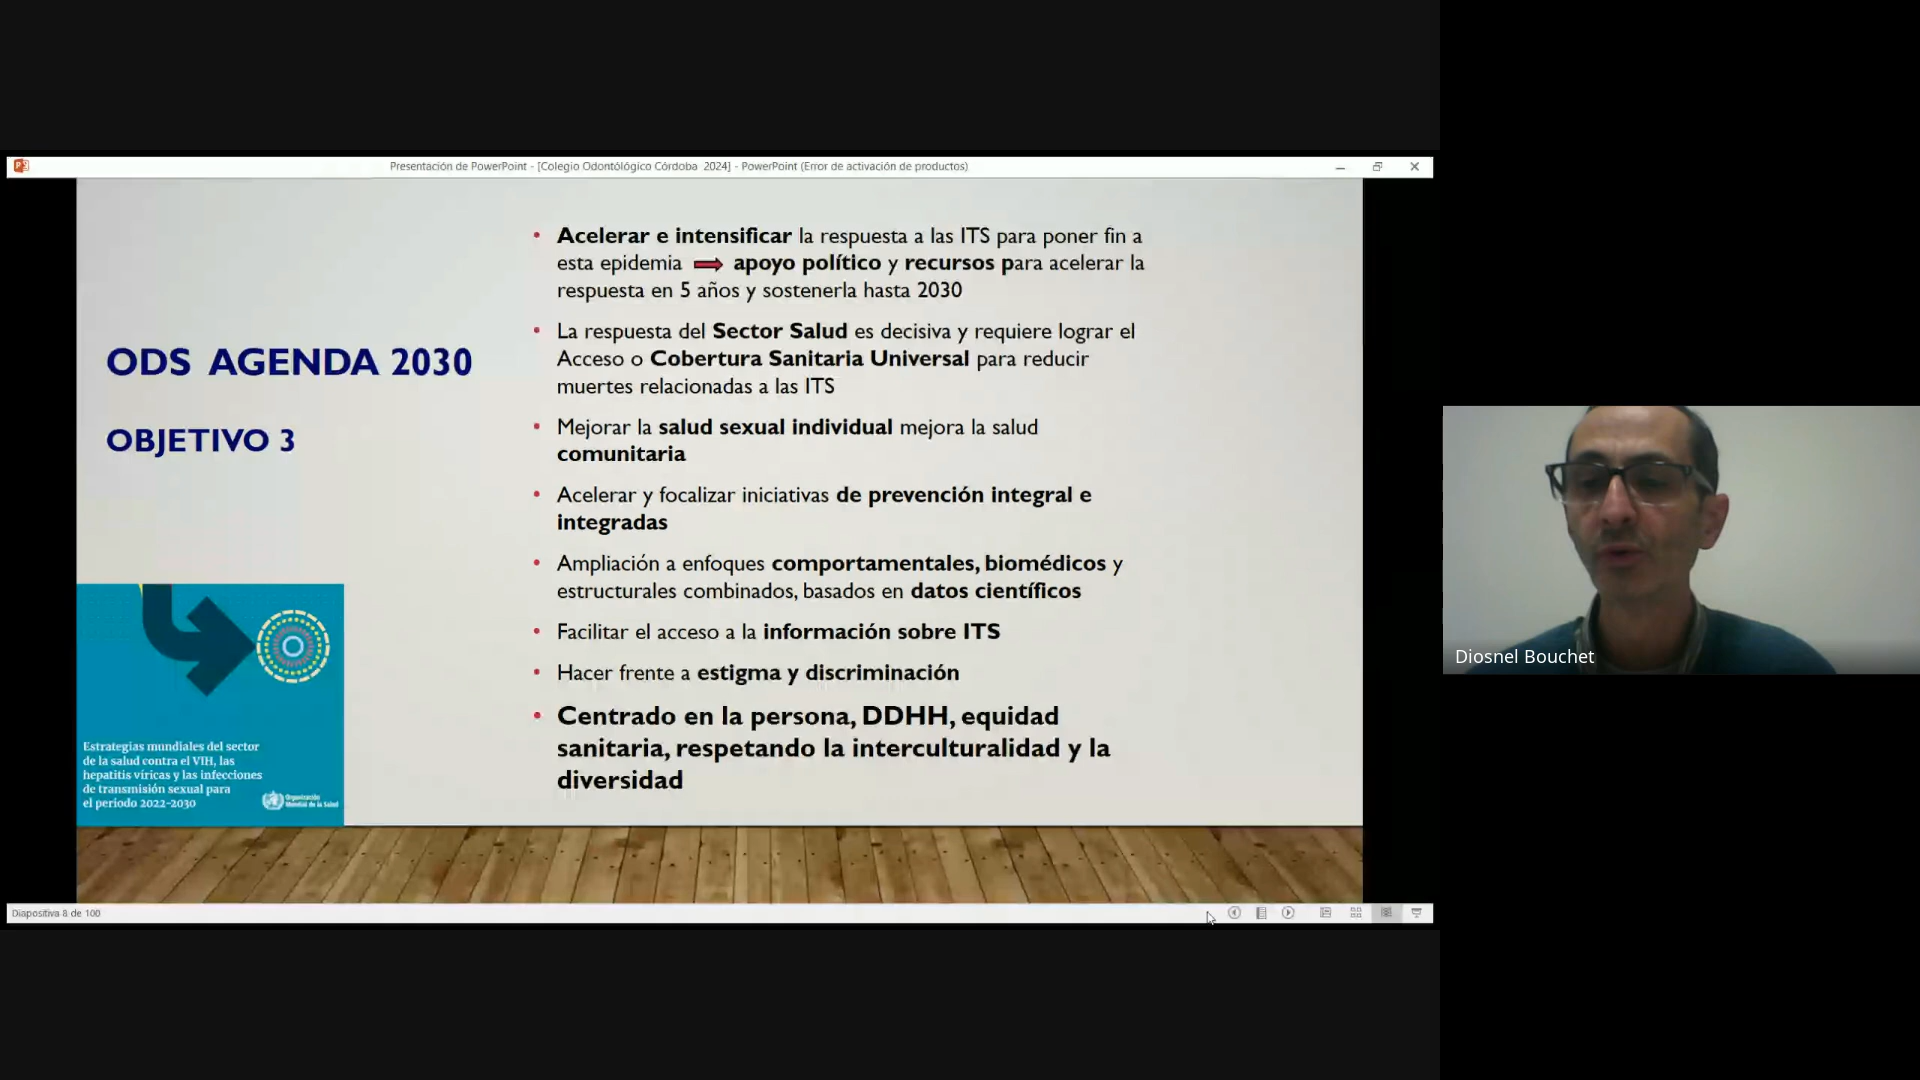 Presentación de PowerPoint - [Colegio Odontólógico Córdoba 2024] - PowerPoint (Error de activación de productos)
ODS AGENDA 2030
OBJETIVO 3
• Acelerar e intensificar la respuesta a las ITS para poner fin a
esta epidemia apoyo político y recursos para acelerar la
respuesta en 5 años y sostenerla hasta 2030
• La respuesta del Sector Salud es decisiva y requiere lograr el
Acceso o Cobertura Sanitaria Universal para reducir
muertes relacionadas a las ITS
• Mejorar la salud sexual individual mejora la salud
comunitaria
• Acelerar y focalizar iniciativas de prevención integral e
integradas
• Ampliación a enfoques comportamentales, biomédicos y
estructurales combinados, basados en datos científicos
• Facilitar el acceso a la información sobre ITS
• Hacer frente a estigma y discriminación
• Centrado en la persona, DDHH, equidad
sanitaria, respetando la interculturalidad y la
diversidad
Estrategias mundiales del sector
de la salud contra el VIH, las
hepatitis víricas y las infecciones
de transmisión sexual para
el periodo 2022-2030
Organización
Mundial de la Salud
Diapositiva 8 de 100
Diosnel Bouchet